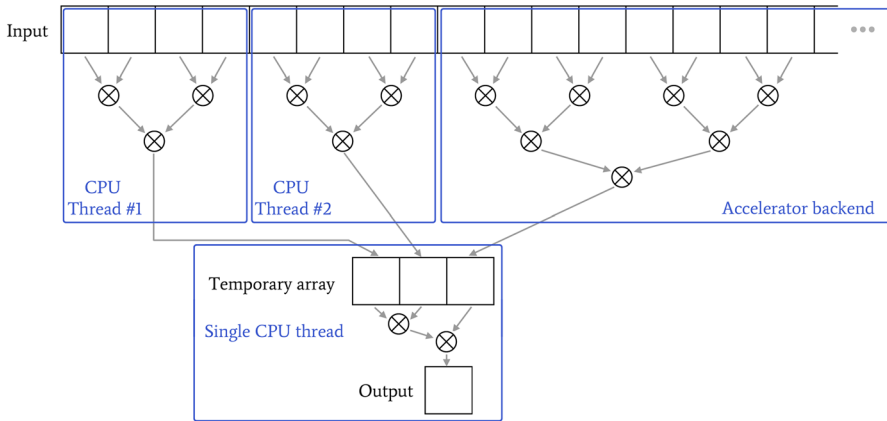 Input
CPU
Thread #1
CPU
Thread #2
Accelerator backend
Temporary array
Single CPU thread
Output